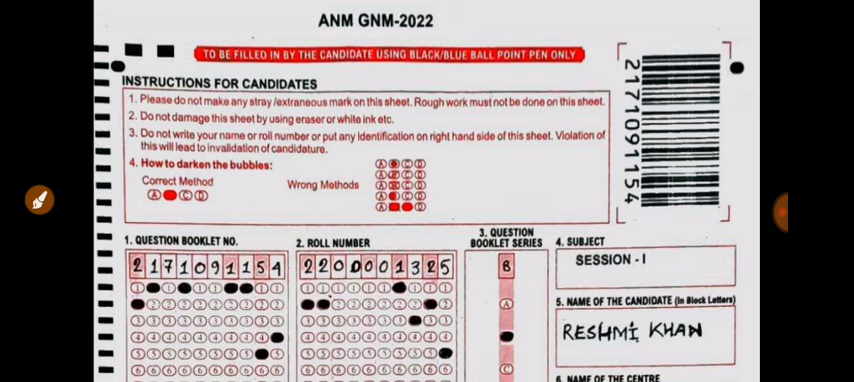 ANM GNM-2022
TO BE FILLED IN BY THE CANDIDATE USING BLACK/BLUE BALL POINT PEN ONLY
INSTRUCTIONS FOR CANDIDATES
1. Please do not make any stray /extraneous mark on this sheet. Rough work must not be done on this sheet.
2. Do not damage this sheet by using eraser or white ink etc.
3. Do not write your name or roll number or put any identification on right hand side of this sheet. Violation of
this will lead to invalidation of candidature.
4. How to darken the bubbles:
Correct Method
Wrong Methods
A C D
2171091154
1. QUESTION BOOKLET NO.
2171091154
2. ROLL NUMBER
2200001325
3. QUESTION
BOOKLET SERIES
B
A
C
4. SUBJECT
SESSION - I
5. NAME OF THE CANDIDATE (In Block Letters)
RESHMI KHAN
6. NAME OF THE CENTRE